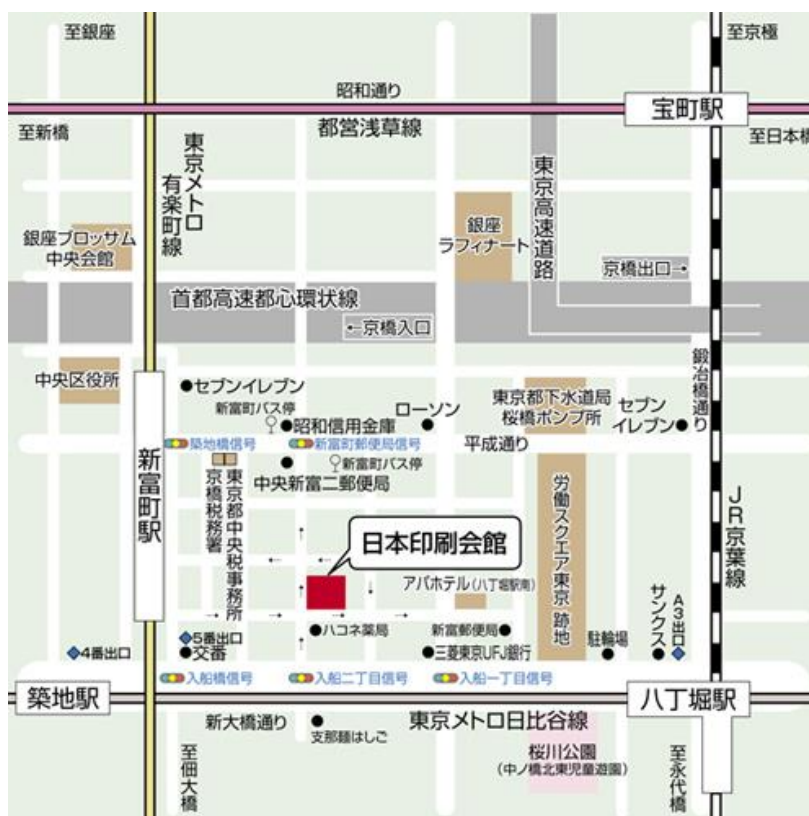 至銀座
至京極
昭和通り
宝町駅
至新橋
都営浅草線
至日本橋
東京メトロ
有楽町線
東京高速道路
銀座ブロッサム
中央会館
銀座
ラフィナート
京橋出口→
首都高速都心環状線
←京橋入口
鍛冶橋通り
中央区役所
セブンイレブン
新富町バス停
昭和信用金庫
ローソン
東京都下水道局
桜橋ポンプ所
セブン
イレブン
築地橋信号
新富町郵便局信号
平成通り
新富町バス停
中央新富二郵便局
新富町駅
京橋税務署
東京都中央税事務所
労働スクエア東京 跡地
JR京葉線
日本印刷会館
アパホテル(八丁堀駅南)
サンクス
A3出口
ハコネ薬局
新富郵便局
駐輪場
4番出口
5番出口
交番
三菱東京UFJ銀行
入船橋信号
入船二丁目信号
入船一丁目信号
築地駅
八丁堀駅
新大橋通り
東京メトロ日比谷線
支那麺はしご
至佃大橋
桜川公園
(中ノ橋北東児童遊園)
至永代橋